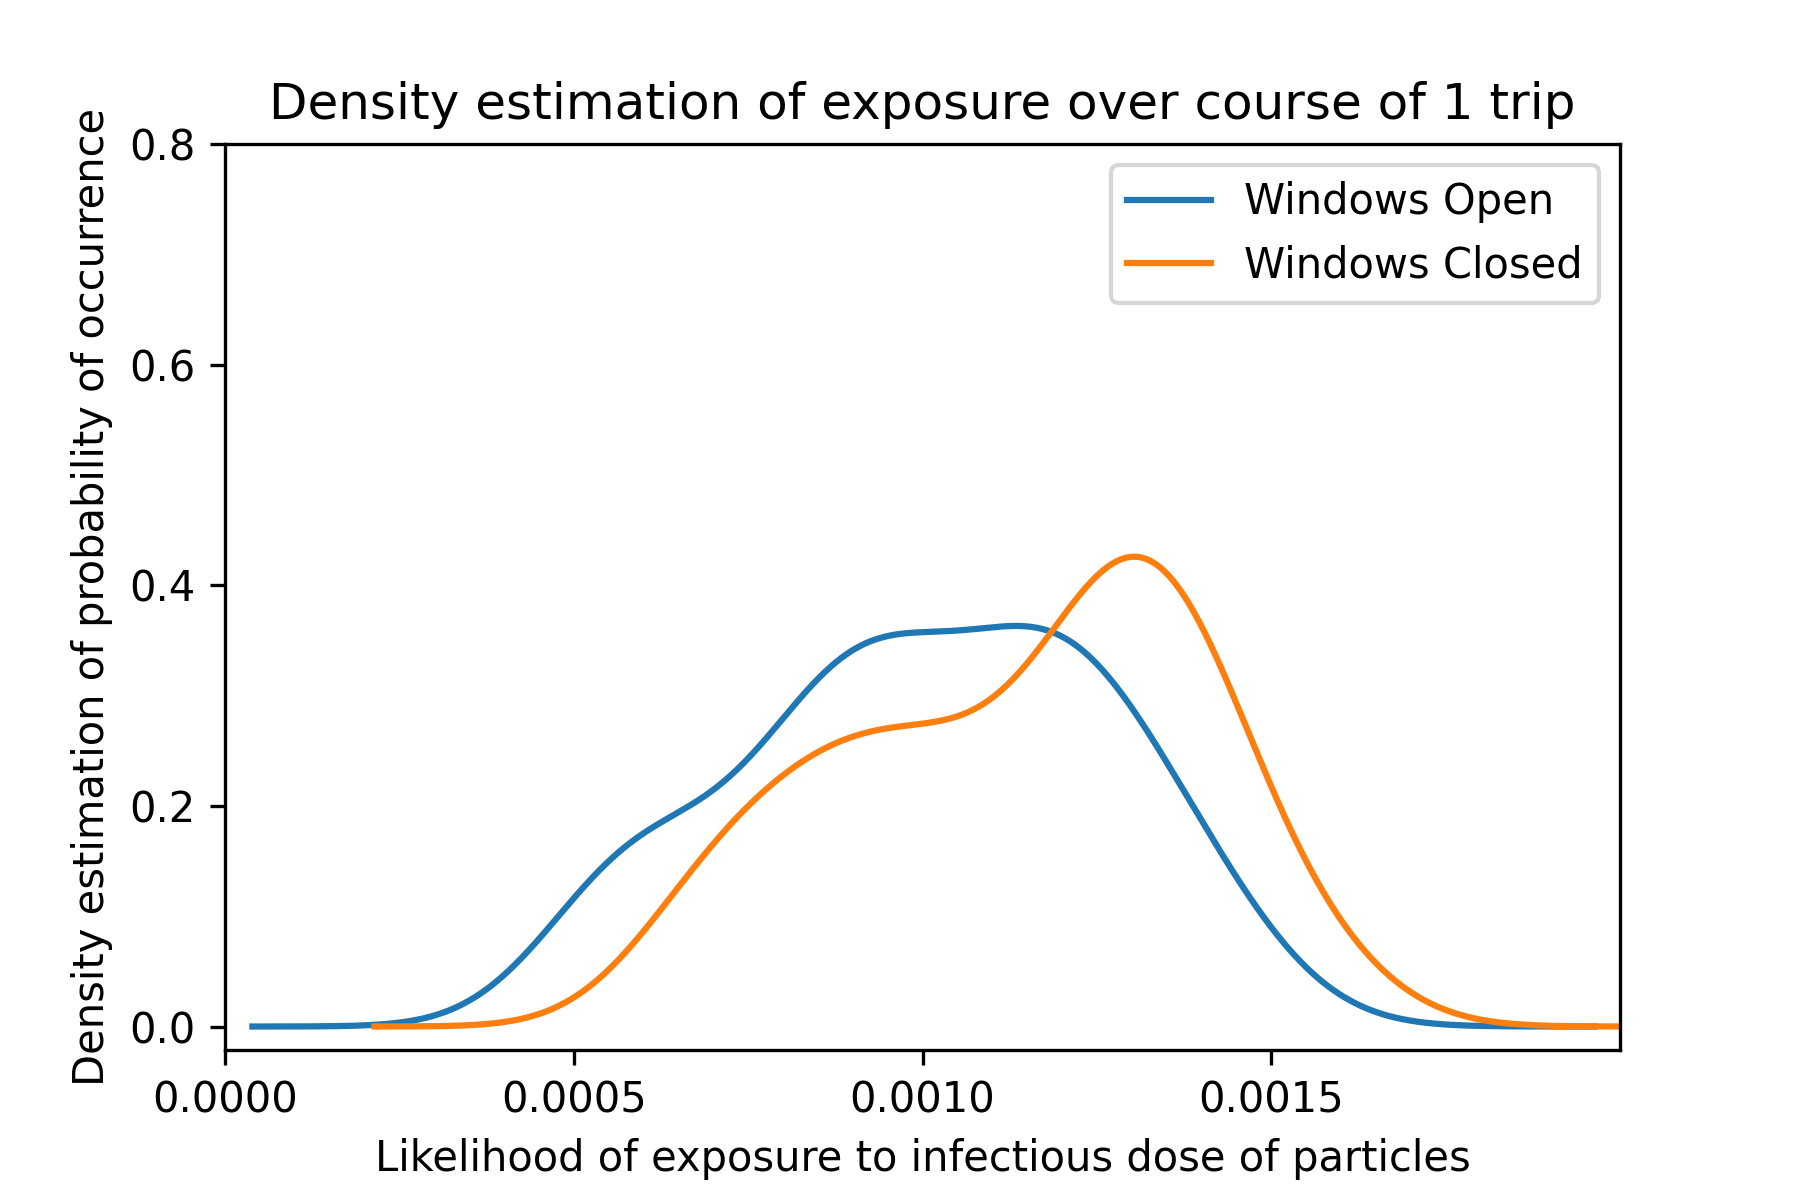 Density estimation of exposure over course of 1 trip
Density estimation of probability of occurrence
0.8
0.6
0.4
0.2
0.0
Windows Open
Windows Closed
0.0000 0.0005 0.0010 0.0015
Likelihood of exposure to infectious dose of particles